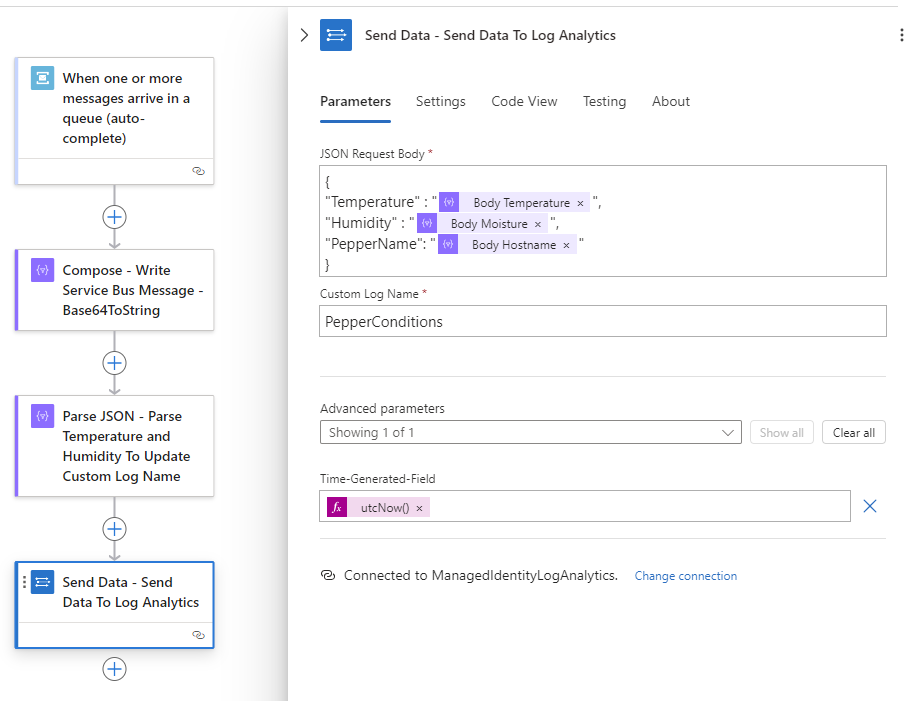 When one or more
messages arrive in a
queue (auto-
complete)
Compose - Write
Service Bus Message -
Base64ToString
Parse JSON - Parse
Temperature and
Humidity To Update
Custom Log Name
Send Data - Send
Data To Log Analytics
Send Data - Send Data To Log Analytics
Parameters Settings Code View Testing About
JSON Request Body *
{
"Temperature" : " {v} Body Temperature × ",
"Humidity" : " {v} Body Moisture × ",
"PepperName": " {v} Body Hostname × "
}
Custom Log Name *
PepperConditions
Advanced parameters
Showing 1 of 1 Show all Clear all
Time-Generated-Field
fx utcNow() ×
Connected to ManagedIdentityLogAnalytics. Change connection